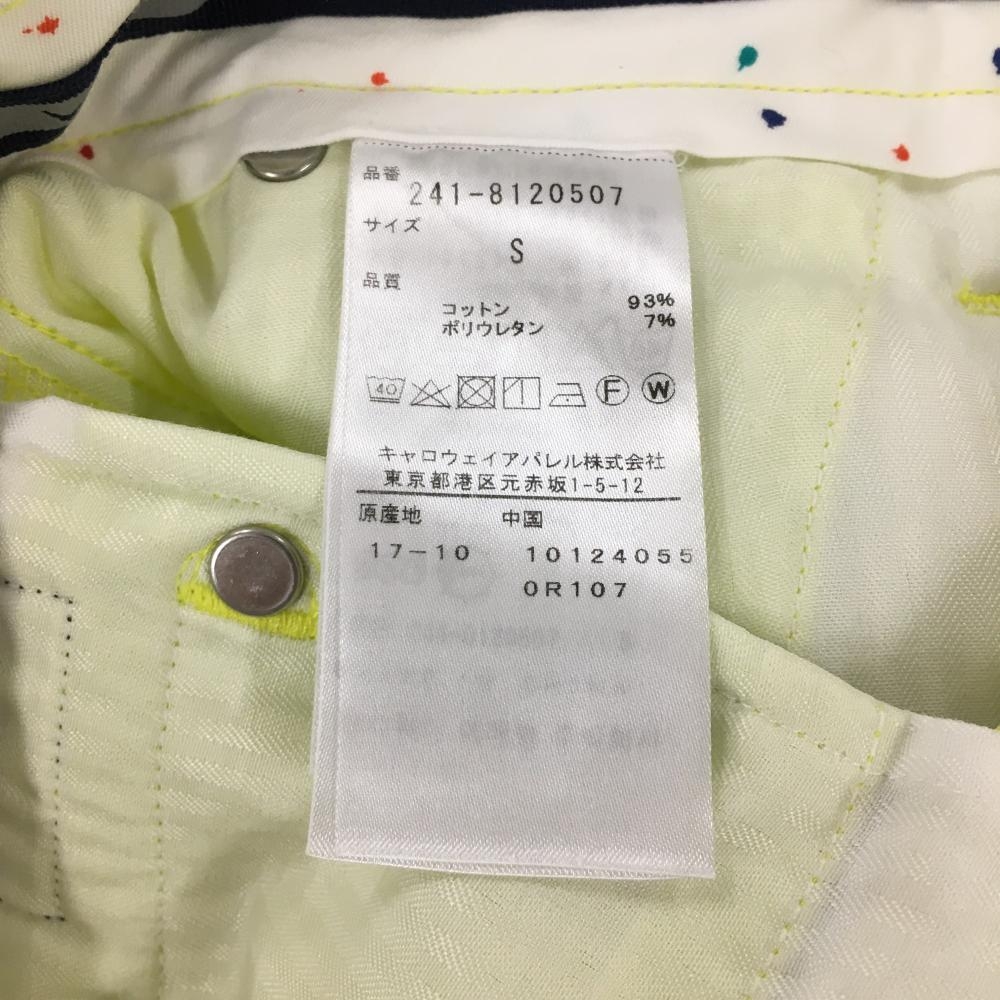 品番
241-8120507
サイズ
S
品質
コットン 93%
ポリウレタン 7%
40 F W
キャロウェイアパレル株式会社
東京都港区元赤坂1-5-12
原産地 中国
17-10 10124055
0R107